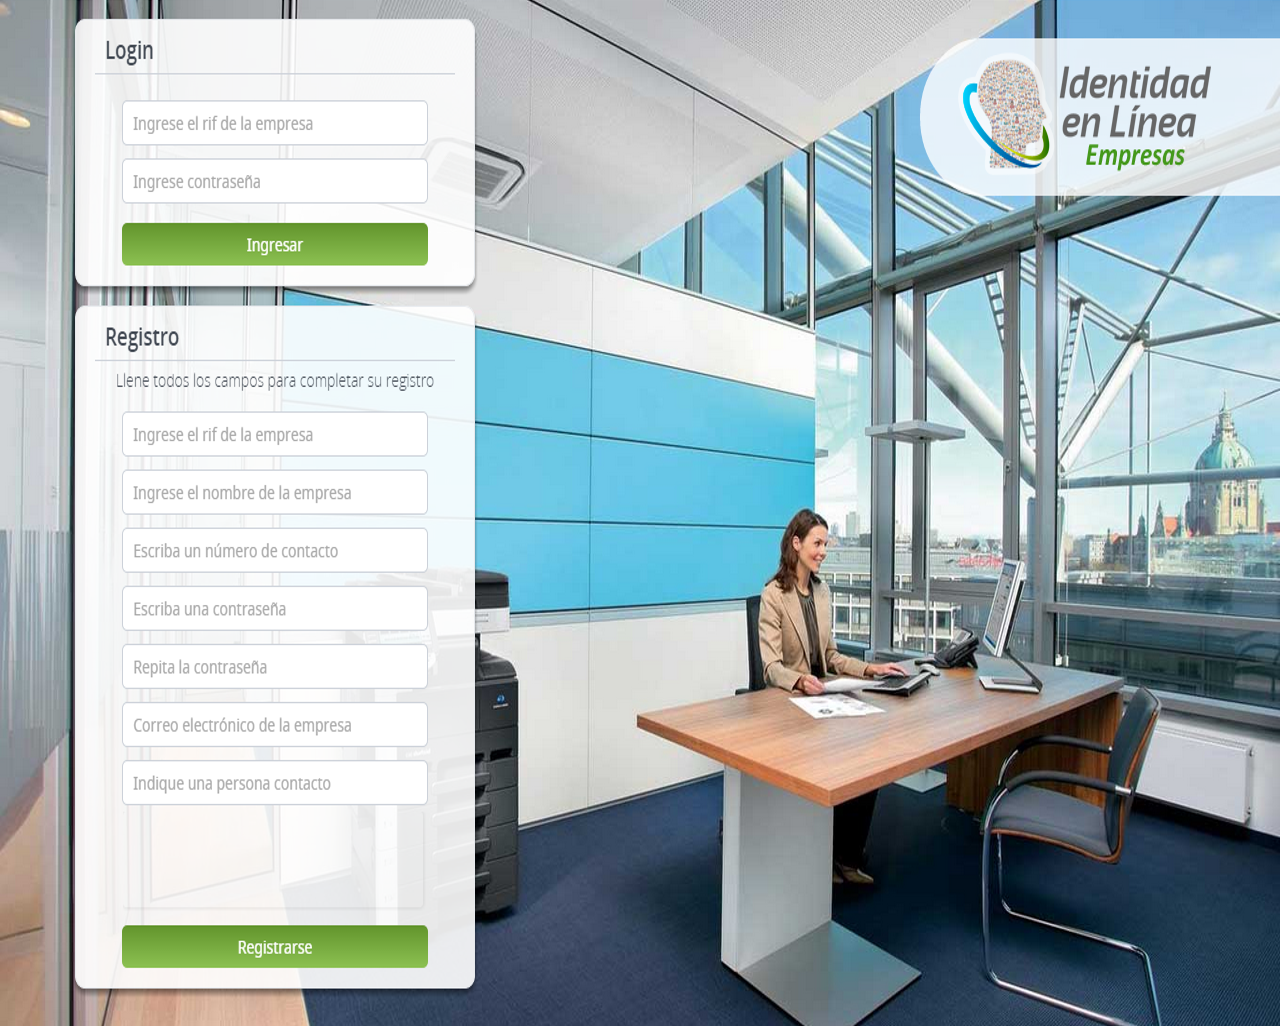 Login
Ingrese el rif de la empresa
Ingrese contraseña
Ingresar
Registro
Llene todos los campos para completar su registro
Ingrese el rif de la empresa
Ingrese el nombre de la empresa
Escriba un número de contacto
Escriba una contraseña
Repita la contraseña
Correo electrónico de la empresa
Indique una persona contacto
Registrarse
Identidad
en Línea
Empresas